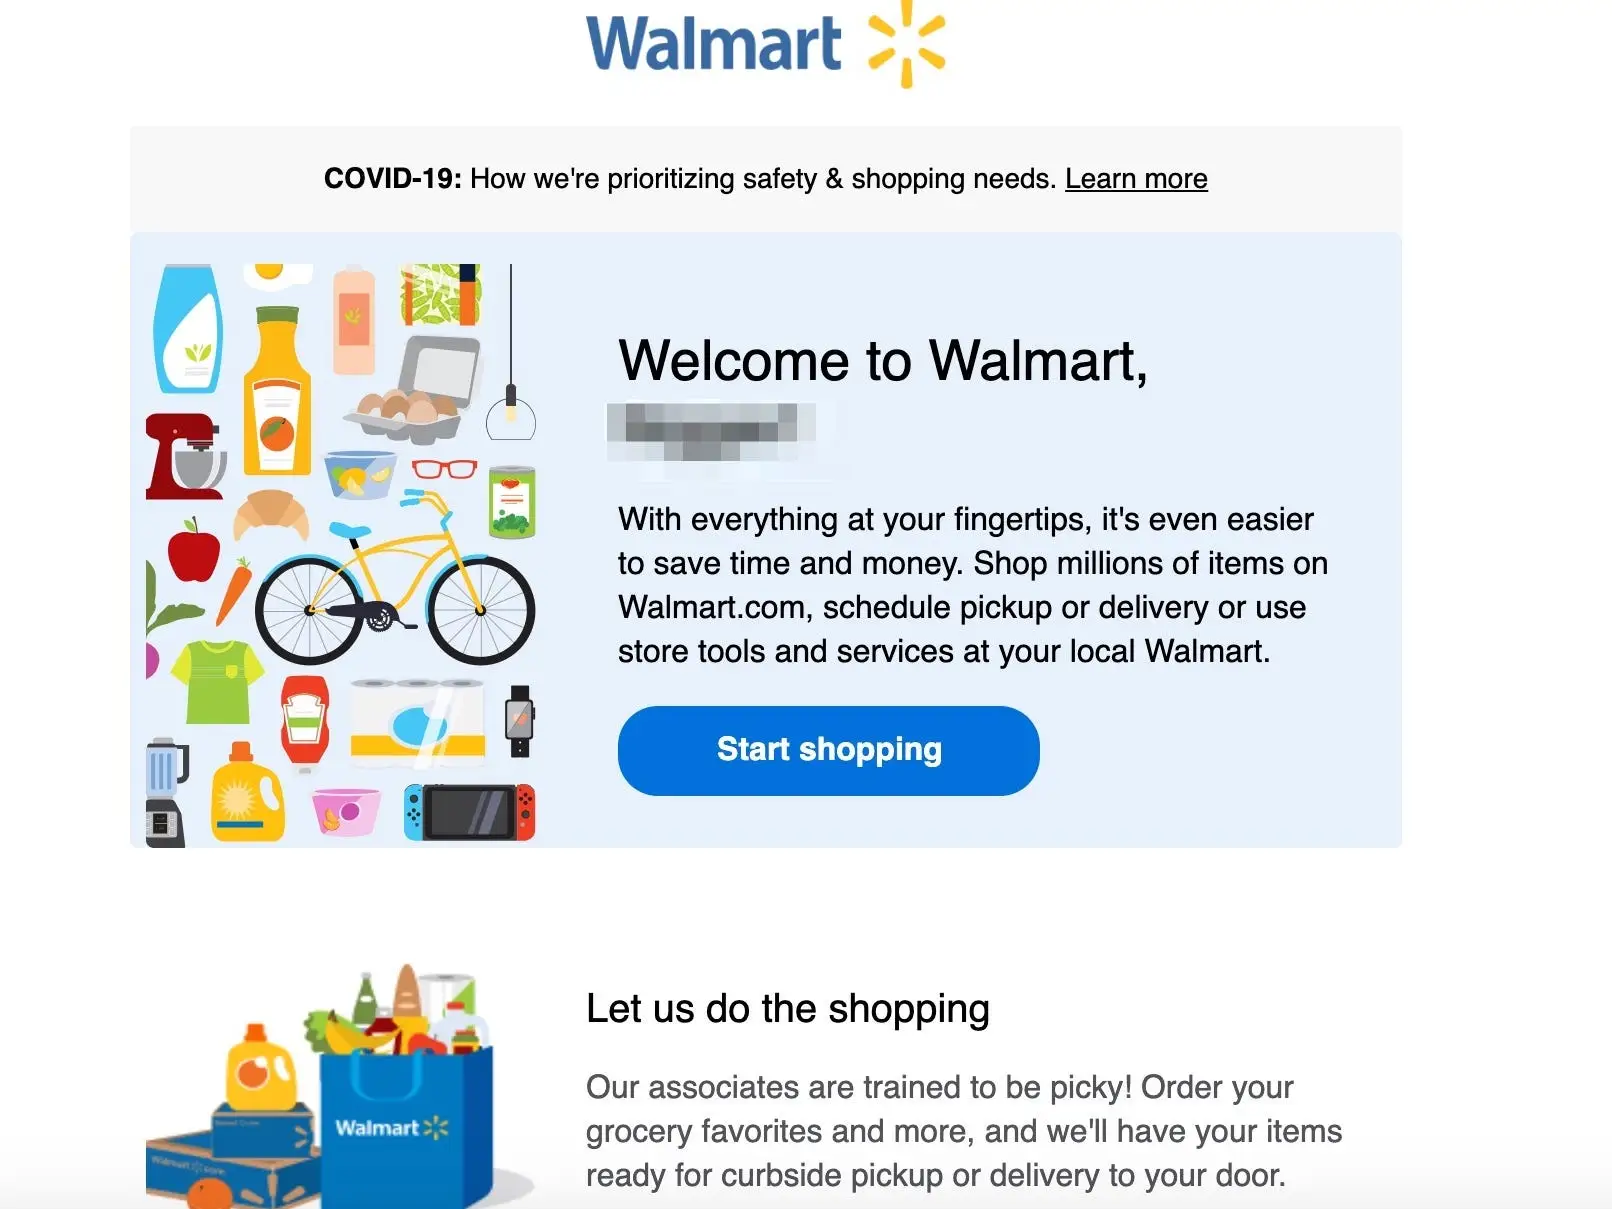 Walmart
COVID-19: How we're prioritizing safety & shopping needs. Learn more
Welcome to Walmart,
With everything at your fingertips, it's even easier
to save time and money. Shop millions of items on
Walmart.com, schedule pickup or delivery or use
store tools and services at your local Walmart.
Start shopping
Let us do the shopping
Our associates are trained to be picky! Order your
grocery favorites and more, and we'll have your items
ready for curbside pickup or delivery to your door.
Walmart